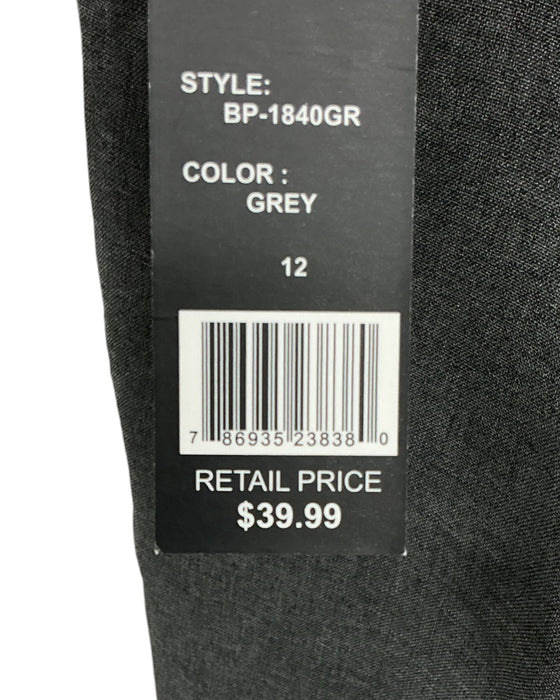 STYLE:
BP-1840GR
COLOR :
GREY
12
7 86935 23838 0
RETAIL PRICE
$39.99